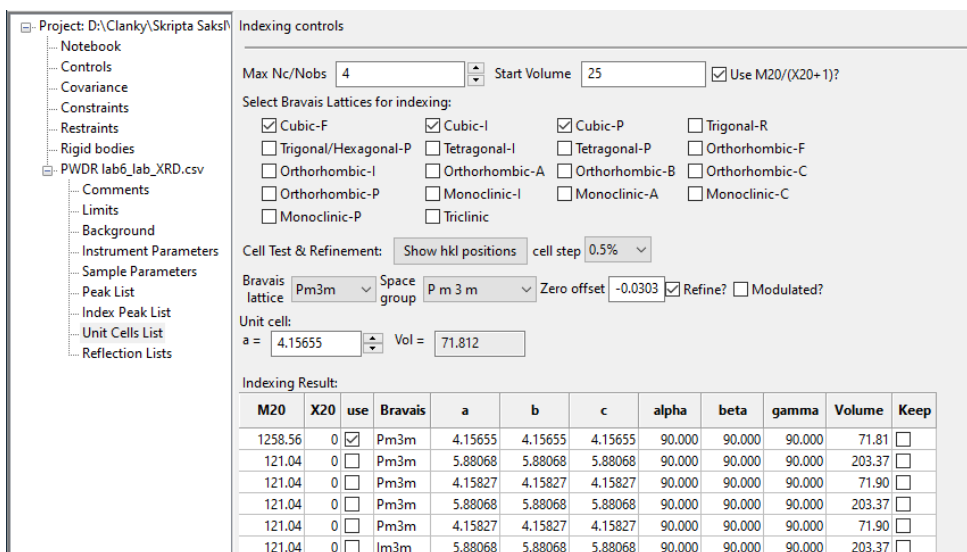 Project: D:\Clanky\Skripta Saksl\
Notebook
Controls
Covariance
Constraints
Restraints
Rigid bodies
PWDR lab6_lab_XRD.csv
Comments
Limits
Background
Instrument Parameters
Sample Parameters
Peak List
Index Peak List
Unit Cells List
Reflection Lists
Indexing controls
Max Nc/Nobs 4 Start Volume 25 Use M20/(X20+1)?
Select Bravais Lattices for indexing:
Cubic-F Cubic-I Cubic-P Trigonal-R
Trigonal/Hexagonal-P Tetragonal-I Tetragonal-P Orthorhombic-F
Orthorhombic-I Orthorhombic-A Orthorhombic-B Orthorhombic-C
Orthorhombic-P Monoclinic-I Monoclinic-A Monoclinic-C
Monoclinic-P Triclinic
Cell Test & Refinement: Show hkl positions cell step 0.5%
Bravais lattice Pm3m Space group P m 3 m Zero offset -0.0303 Refine? Modulated?
Unit cell:
a = 4.15655 Vol = 71.812
Indexing Result:
M20 X20 use Bravais a b c alpha beta gamma Volume Keep
1258.56 0 Pm3m 4.15655 4.15655 4.15655 90.000 90.000 90.000 71.81
121.04 0 Pm3m 5.88068 5.88068 5.88068 90.000 90.000 90.000 203.37
121.04 0 Pm3m 4.15827 4.15827 4.15827 90.000 90.000 90.000 71.90
121.04 0 Pm3m 5.88068 5.88068 5.88068 90.000 90.000 90.000 203.37
121.04 0 Pm3m 4.15827 4.15827 4.15827 90.000 90.000 90.000 71.90
121.04 0 Im3m 5.88068 5.88068 5.88068 90.000 90.000 90.000 203.37